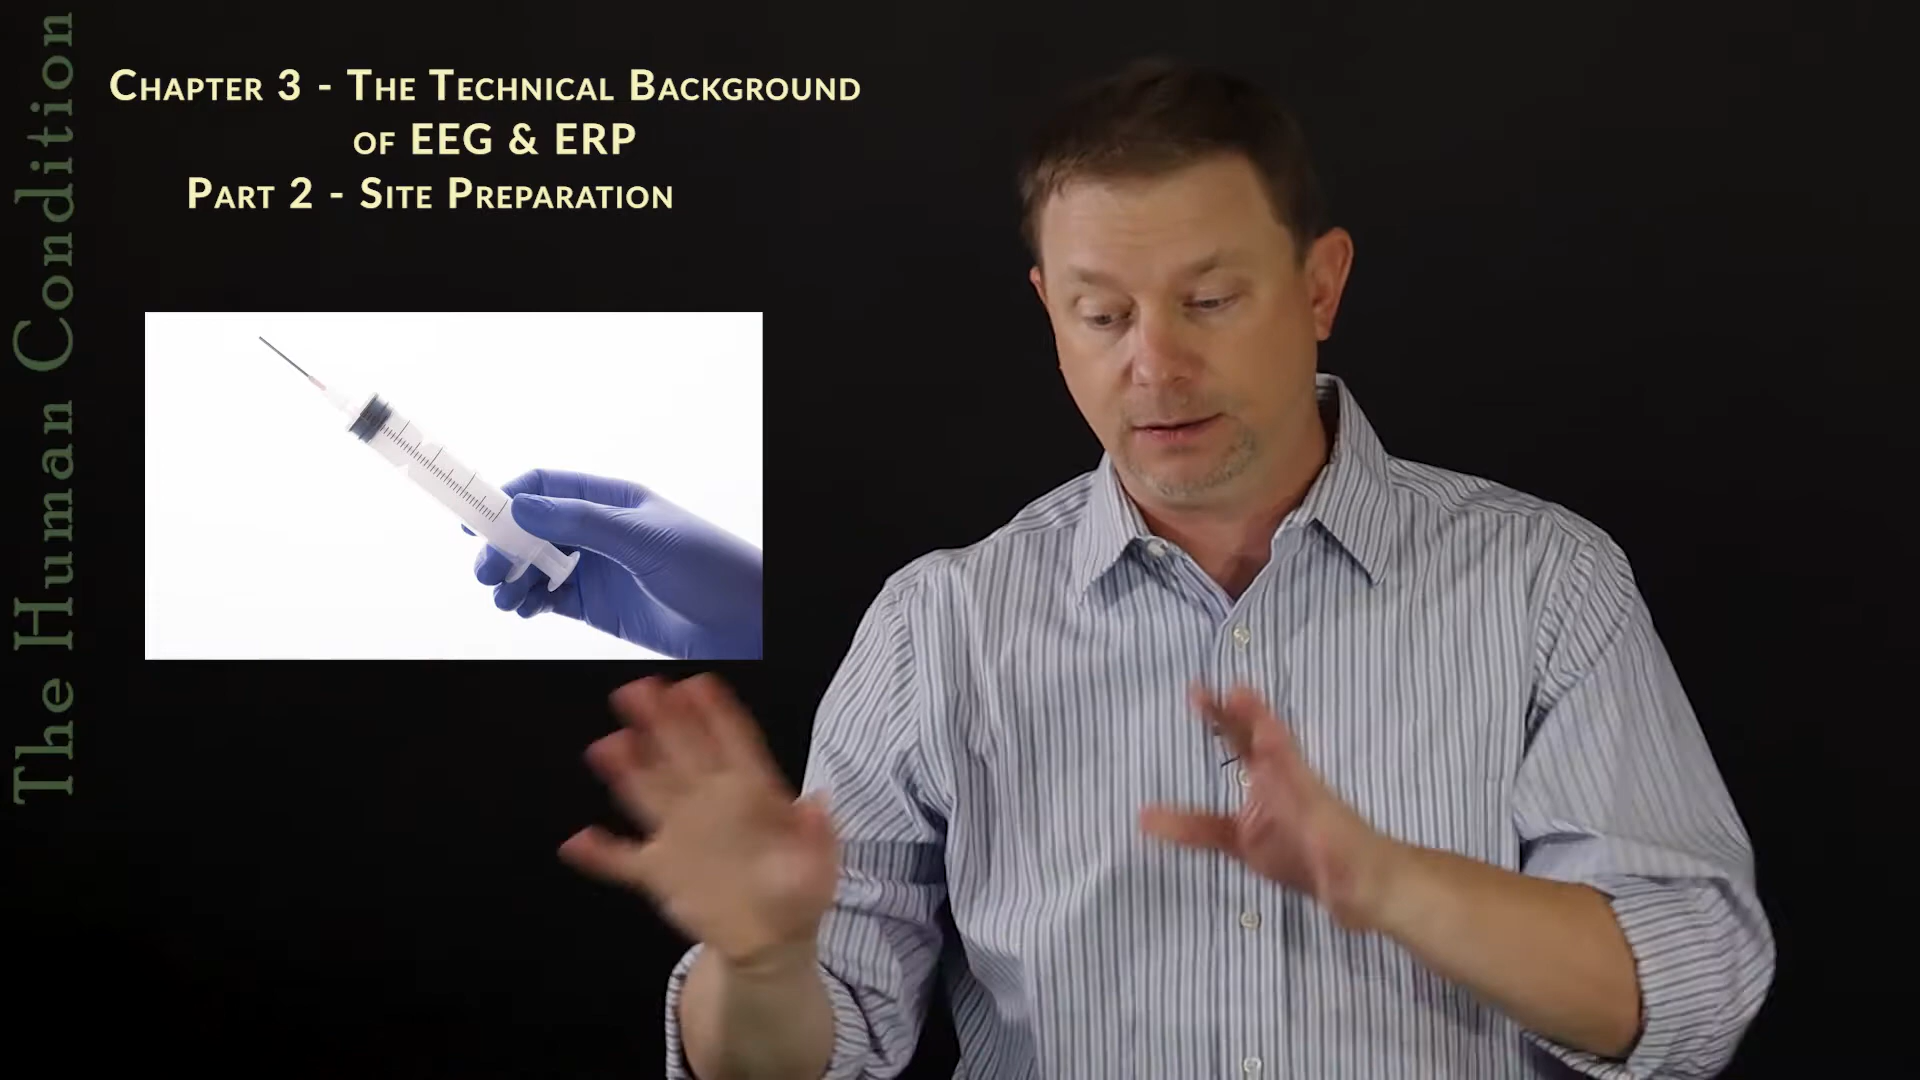 The Human Condition
Chapter 3 - The Technical Background
of EEG & ERP
Part 2 - Site Preparation